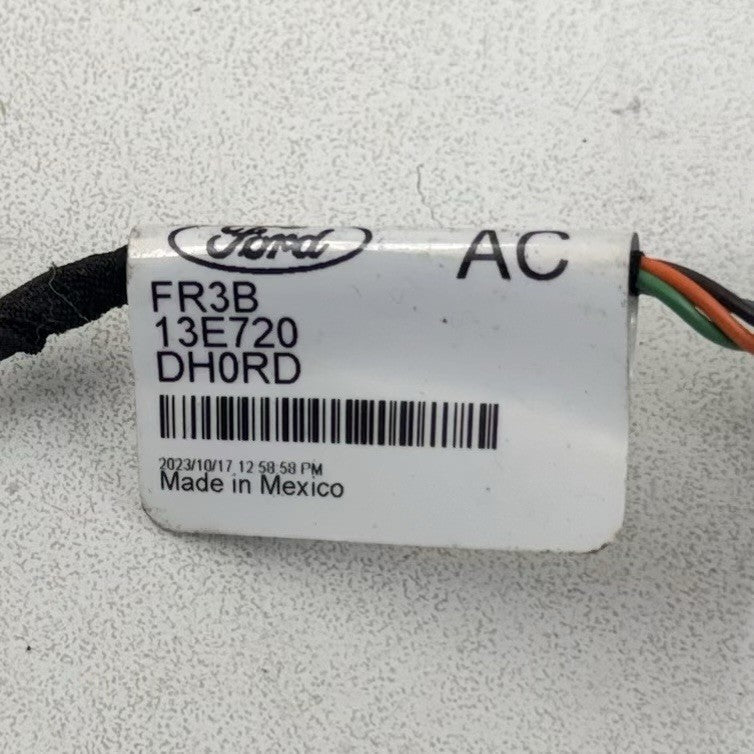 Ford AC
FR3B
13E720
DH0RD
2023/10/17 12 58 58 PM
Made in Mexico